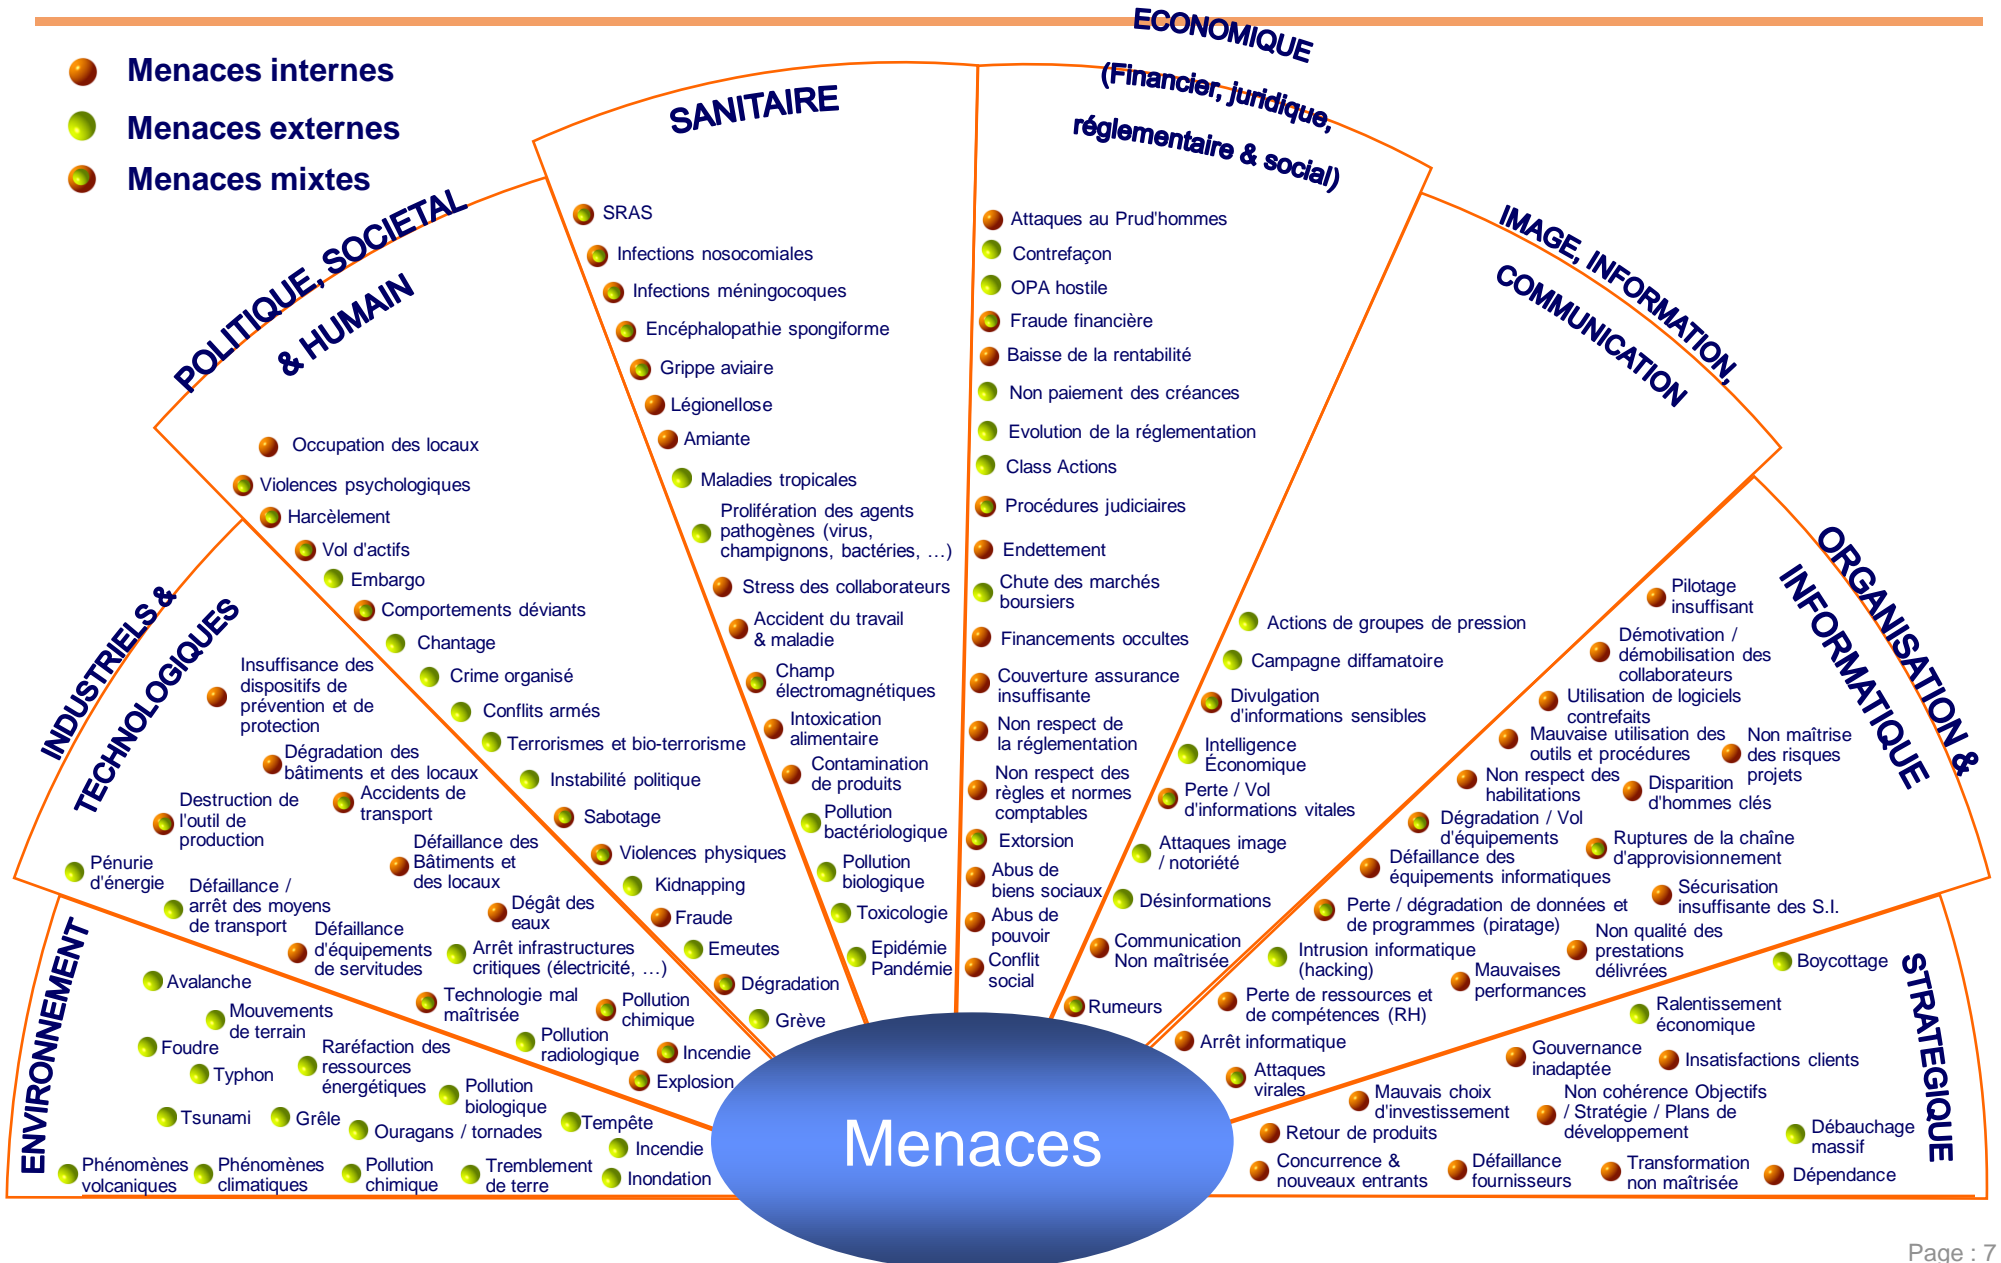 Menaces internes
Menaces externes
Menaces mixtes
ENVIRONNEMENT
Avalanche
Mouvements
de terrain
Foudre
Typhon
Raréfaction des
ressources
énergétiques
Pollution
biologique
Tsunami
Grêle
Ouragans / tornades
Tempête
Incendie
Phénomènes
volcaniques
Phénomènes
climatiques
Pollution
chimique
Tremblement
de terre
Inondation
INDUSTRIELS &
TECHNOLOGIQUES
Insuffisance des
dispositifs de
prévention et de
protection
Dégradation des
bâtiments et des locaux
Accidents de
transport
Destruction de
l'outil de
production
Défaillance des
Bâtiments et
des locaux
Pénurie
d'énergie
Défaillance /
arrêt des moyens
de transport
Dégât des
eaux
Défaillance
d'équipements
de servitudes
Arrêt infrastructures
critiques (électricité, …)
Technologie mal
maîtrisée
Pollution
chimique
Pollution
radiologique
Incendie
Explosion
POLITIQUE, SOCIETAL
& HUMAIN
Occupation des locaux
Violences psychologiques
Harcèlement
Vol d'actifs
Embargo
Comportements déviants
Chantage
Crime organisé
Conflits armés
Terrorismes et bio-terrorisme
Instabilité politique
Sabotage
Violences physiques
Kidnapping
Fraude
Emeutes
Dégradation
Grève
SANITAIRE
SRAS
Infections nosocomiales
Infections méningocoques
Encéphalopathie spongiforme
Grippe aviaire
Légionellose
Amiante
Maladies tropicales
Prolifération des agents
pathogènes (virus,
champignons, bactéries, …)
Stress des collaborateurs
Accident du travail
& maladie
Champ
électromagnétiques
Intoxication
alimentaire
Contamination
de produits
Pollution
bactériologique
Pollution
biologique
Toxicologie
Epidémie
Pandémie
ECONOMIQUE
(Financier, juridique,
réglementaire & social)
Attaques au Prud'hommes
Contrefaçon
OPA hostile
Fraude financière
Baisse de la rentabilité
Non paiement des créances
Evolution de la réglementation
Class Actions
Procédures judiciaires
Endettement
Chute des marchés
boursiers
Financements occultes
Couverture assurance
insuffisante
Non respect de
la réglementation
Non respect des
règles et normes
comptables
Extorsion
Abus de
biens sociaux
Abus de
pouvoir
Conflit
social
IMAGE, INFORMATION,
COMMUNICATION
Actions de groupes de pression
Campagne diffamatoire
Divulgation
d'informations sensibles
Intelligence
Économique
Perte / Vol
d'informations vitales
Attaques image
/ notoriété
Désinformations
Communication
Non maîtrisée
Rumeurs
ORGANISATION &
INFORMATIQUE
Pilotage
insuffisant
Démotivation /
démobilisation des
collaborateurs
Utilisation de logiciels
contrefaits
Mauvaise utilisation des
outils et procédures
Non maîtrise
des risques
projets
Non respect des
habilitations
Disparition
d'hommes clés
Dégradation / Vol
d'équipements
Ruptures de la chaîne
d'approvisionnement
Défaillance des
équipements informatiques
Sécurisation
insuffisante des S.I.
Perte / dégradation de données et
de programmes (piratage)
Non qualité des
prestations
délivrées
Intrusion informatique
(hacking)
Mauvaises
performances
Perte de ressources et
de compétences (RH)
Arrêt informatique
Attaques
virales
STRATEGIQUE
Boycottage
Ralentissement
économique
Gouvernance
inadaptée
Insatisfactions clients
Mauvais choix
d'investissement
Non cohérence Objectifs
/ Stratégie / Plans de
développement
Retour de produits
Débauchage
massif
Concurrence &
nouveaux entrants
Défaillance
fournisseurs
Transformation
non maîtrisée
Dépendance
Menaces
Page : 7